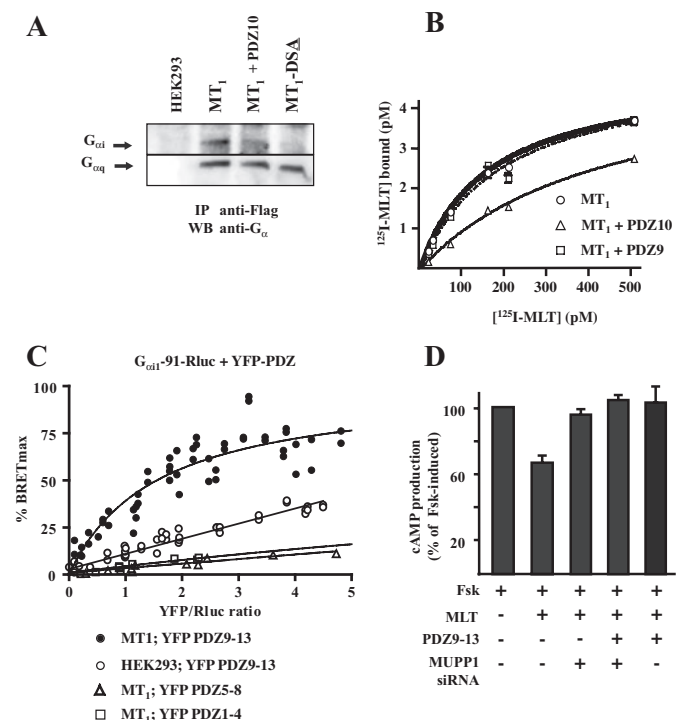 A
HEK293
MT1
MT1 + PDZ10
MT1-DSΔ
Gαi
Gαq
IP anti-Flag
WB anti-Gα
B
[125I-MLT] bound (pM)
4
3
2
1
100 200 300 400 500
[125I-MLT] (pM)
MT1
MT1 + PDZ10
MT1 + PDZ9
C
Gαi1-91-Rluc + YFP-PDZ
% BRETmax
100
75
50
25
0
0 1 2 3 4 5
YFP/Rluc ratio
MT1; YFP PDZ9-13
HEK293; YFP PDZ9-13
MT1; YFP PDZ5-8
MT1; YFP PDZ1-4
D
cAMP production
(% of Fsk-induced)
100
60
20
Fsk + + + + +
MLT - + + + +
PDZ9-13 - - - + +
MUPP1 - - + + -
siRNA